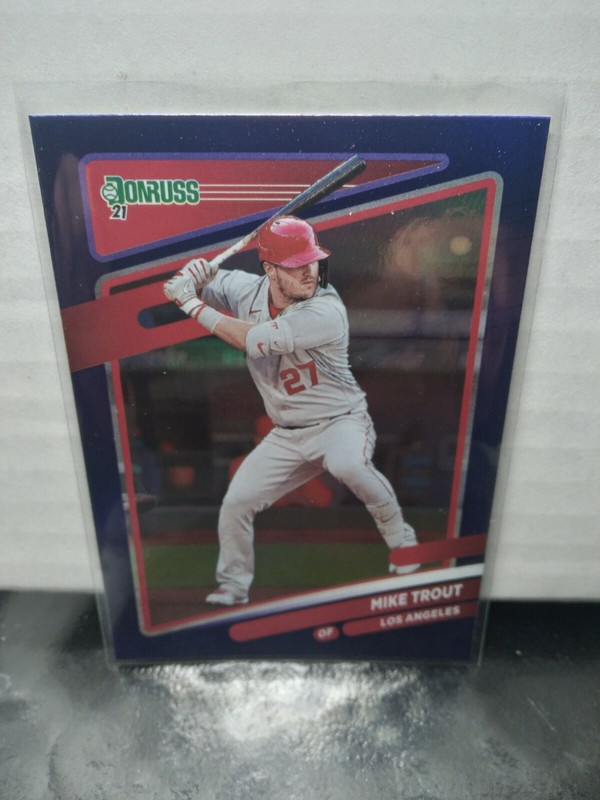 DONRUSS
21
27
MIKE TROUT
OF
LOS ANGELES